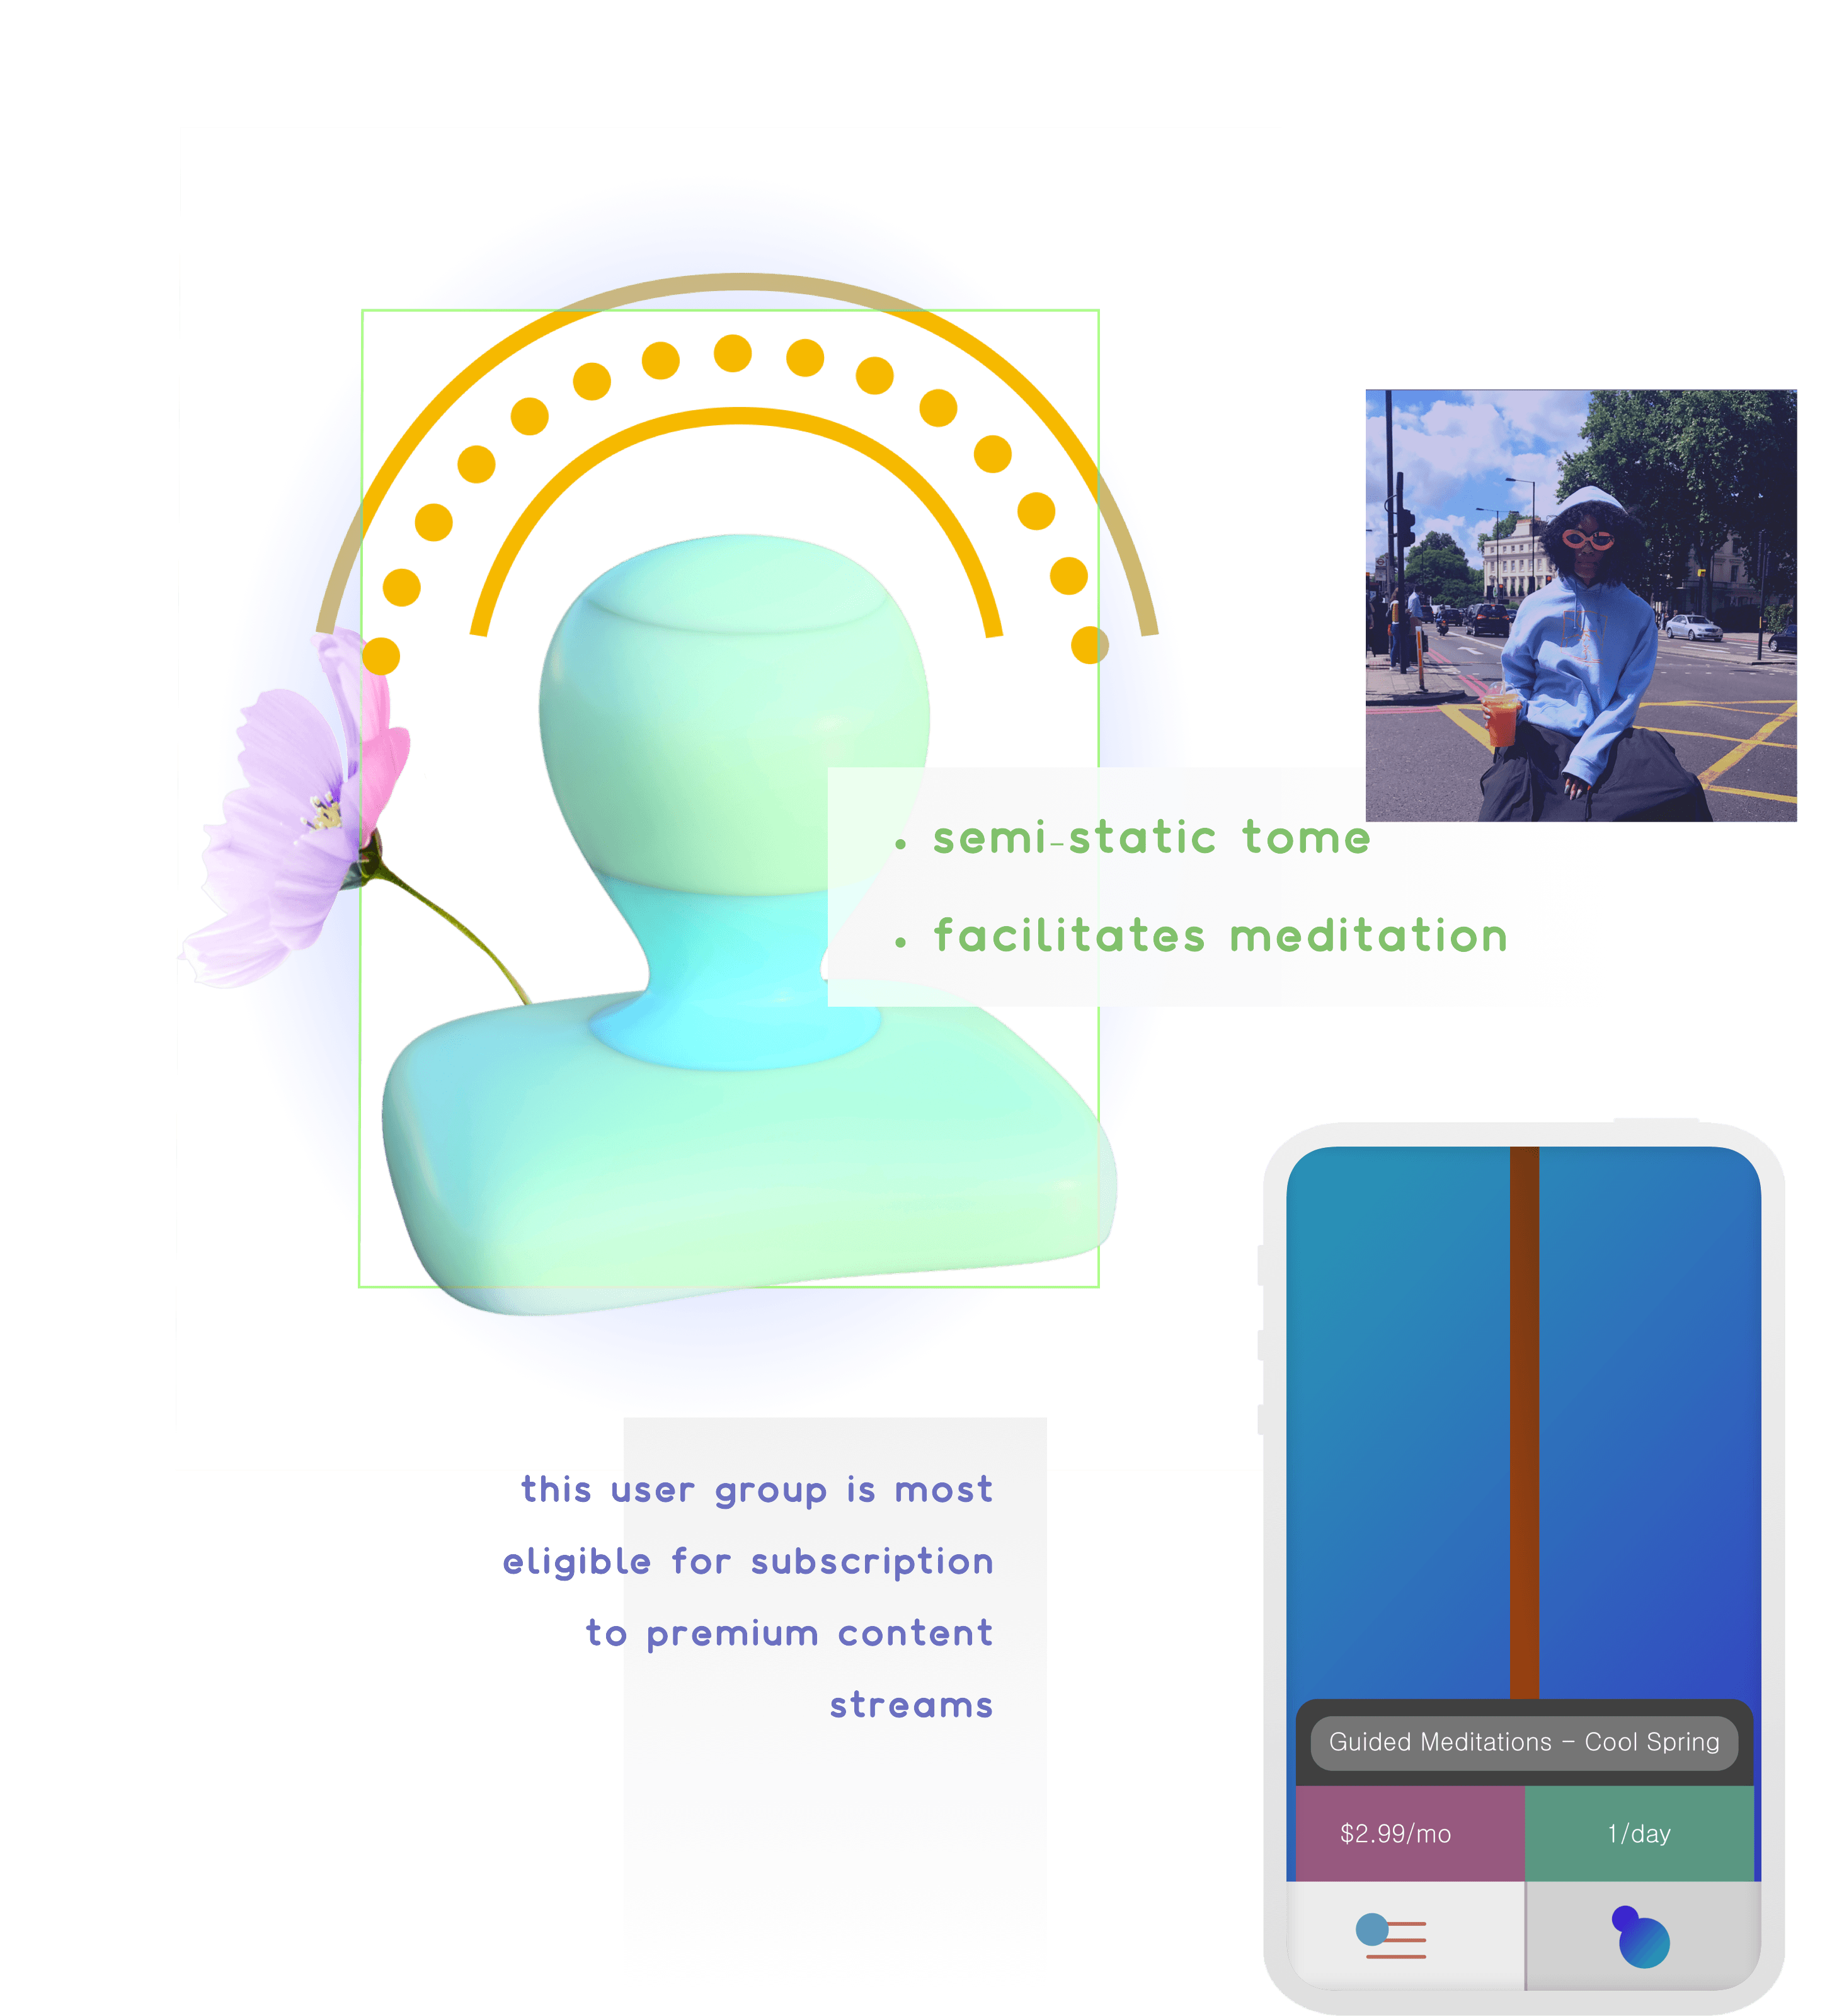 • semi-static tome
• facilitates meditation
this user group is most
eligible for subscription
to premium content
streams
Guided Meditations – Cool Spring
$2.99/mo
1/day